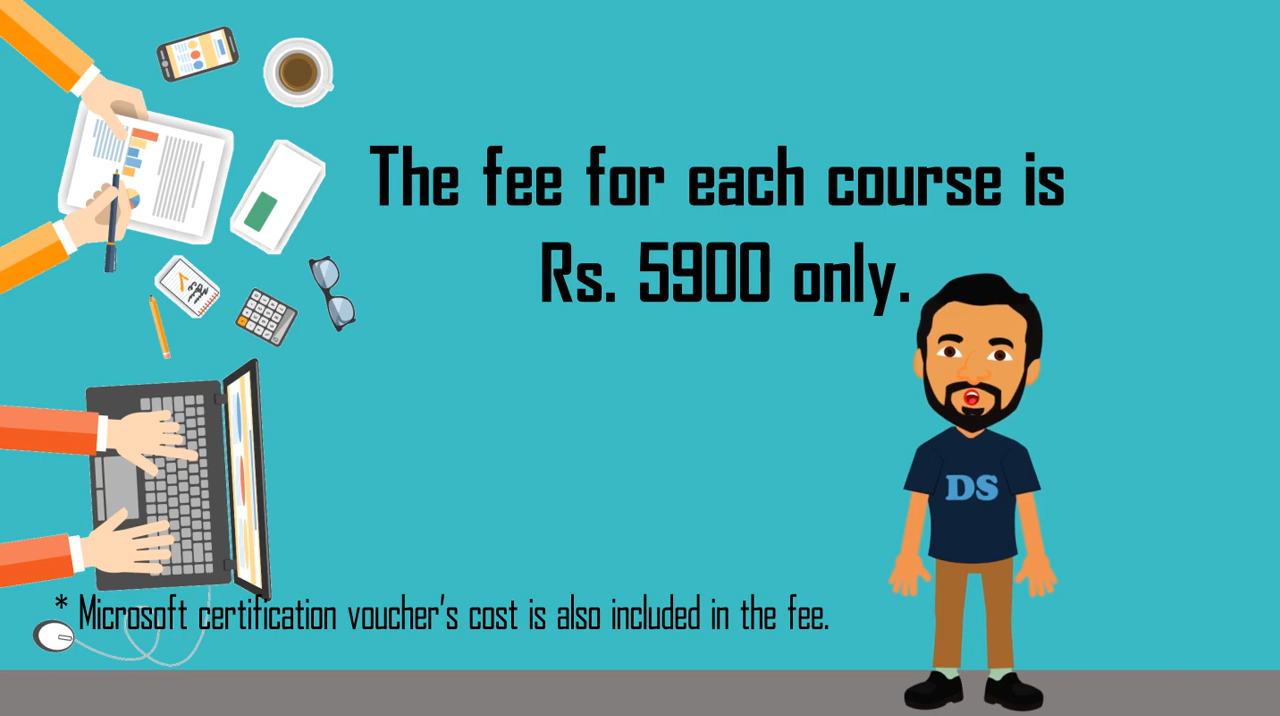 The fee for each course is
Rs. 5900 only.
DS
* Microsoft certification voucher's cost is also included in the fee.